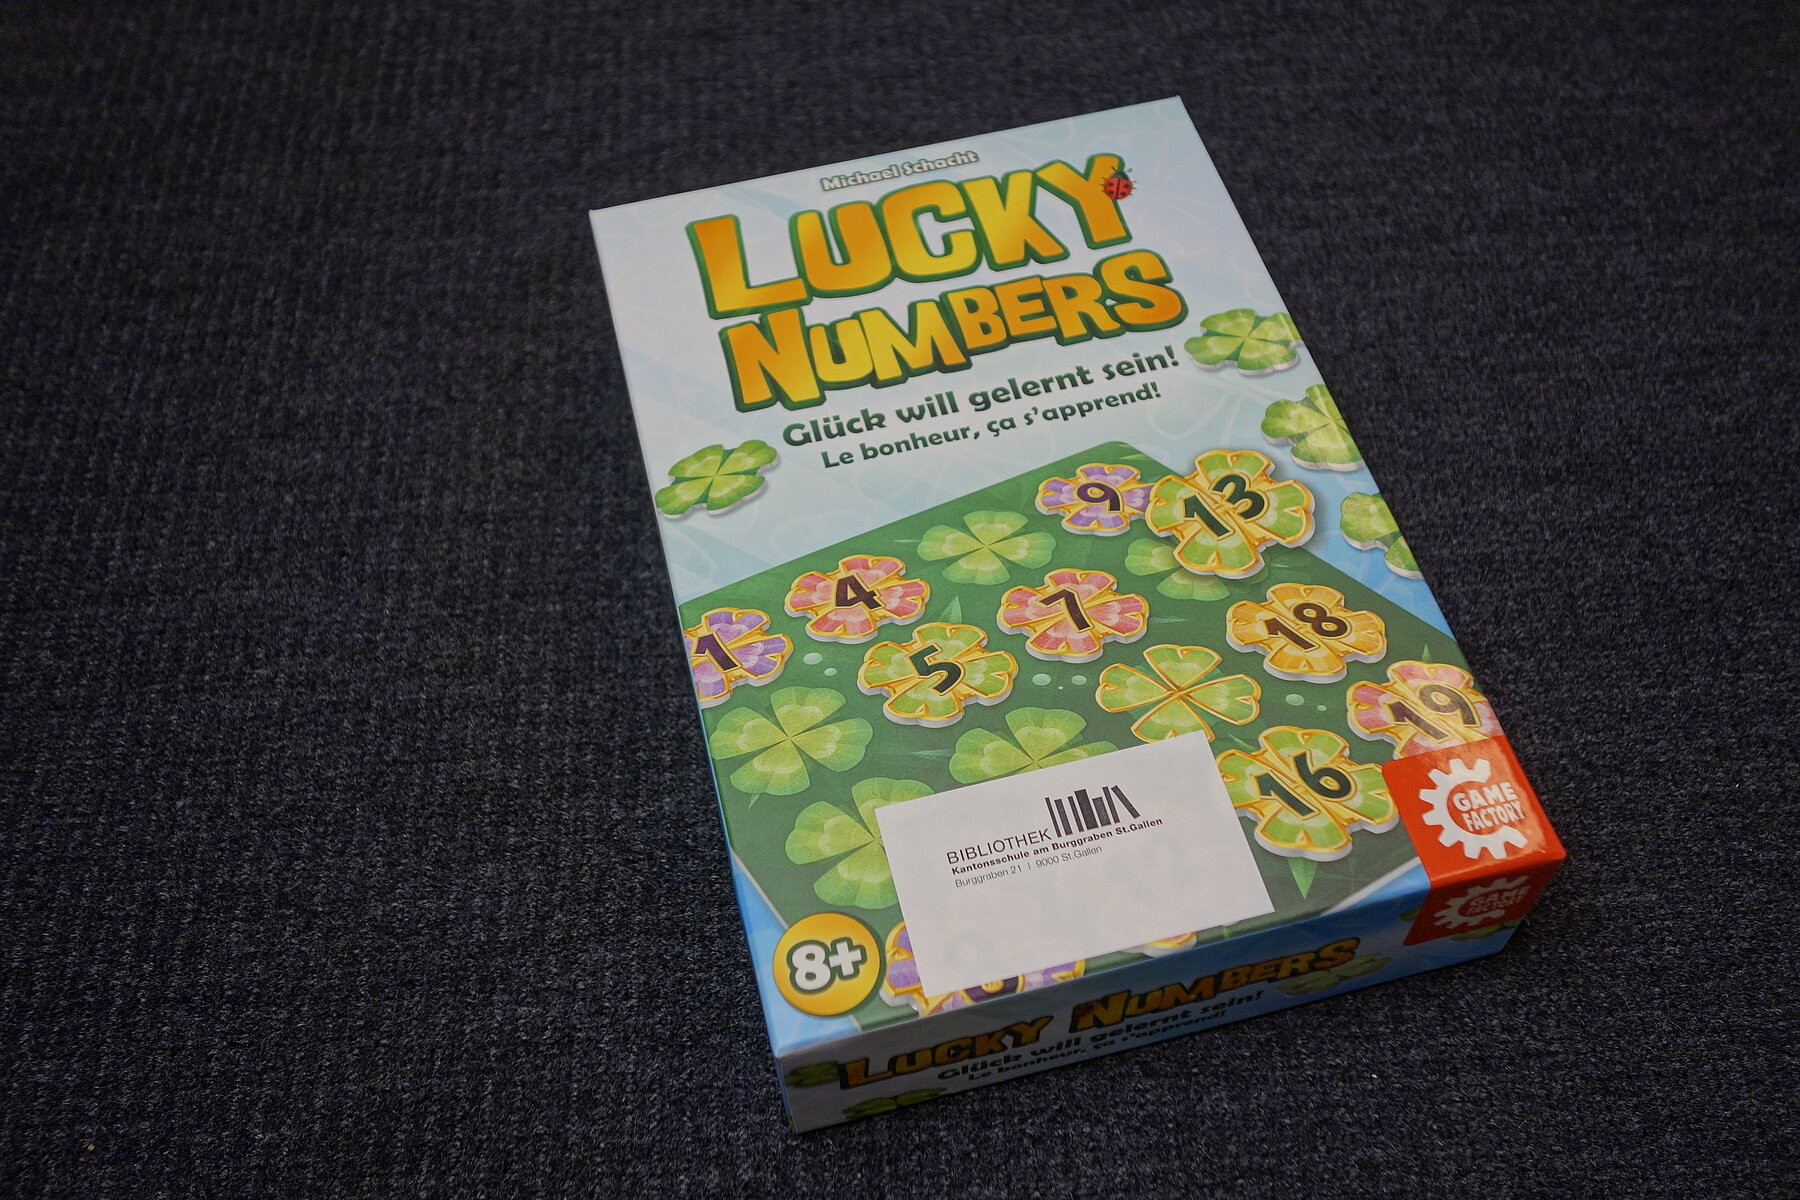 Michael Schacht
LUCKY
NUMBERS
Glück will gelernt sein!
Le bonheur, ça s'apprend!
9
13
4
7
18
1
5
19
16
GAME
FACTORY
BIBLIOTHEK
Kantonsschule am Burggraben St.Gallen
Burggraben 21 | 9000 St.Gallen
8+
GAME
FACTORY
LUCKY NUMBERS
Glück will gelernt sein!
Le bonheur, ça s'apprend!